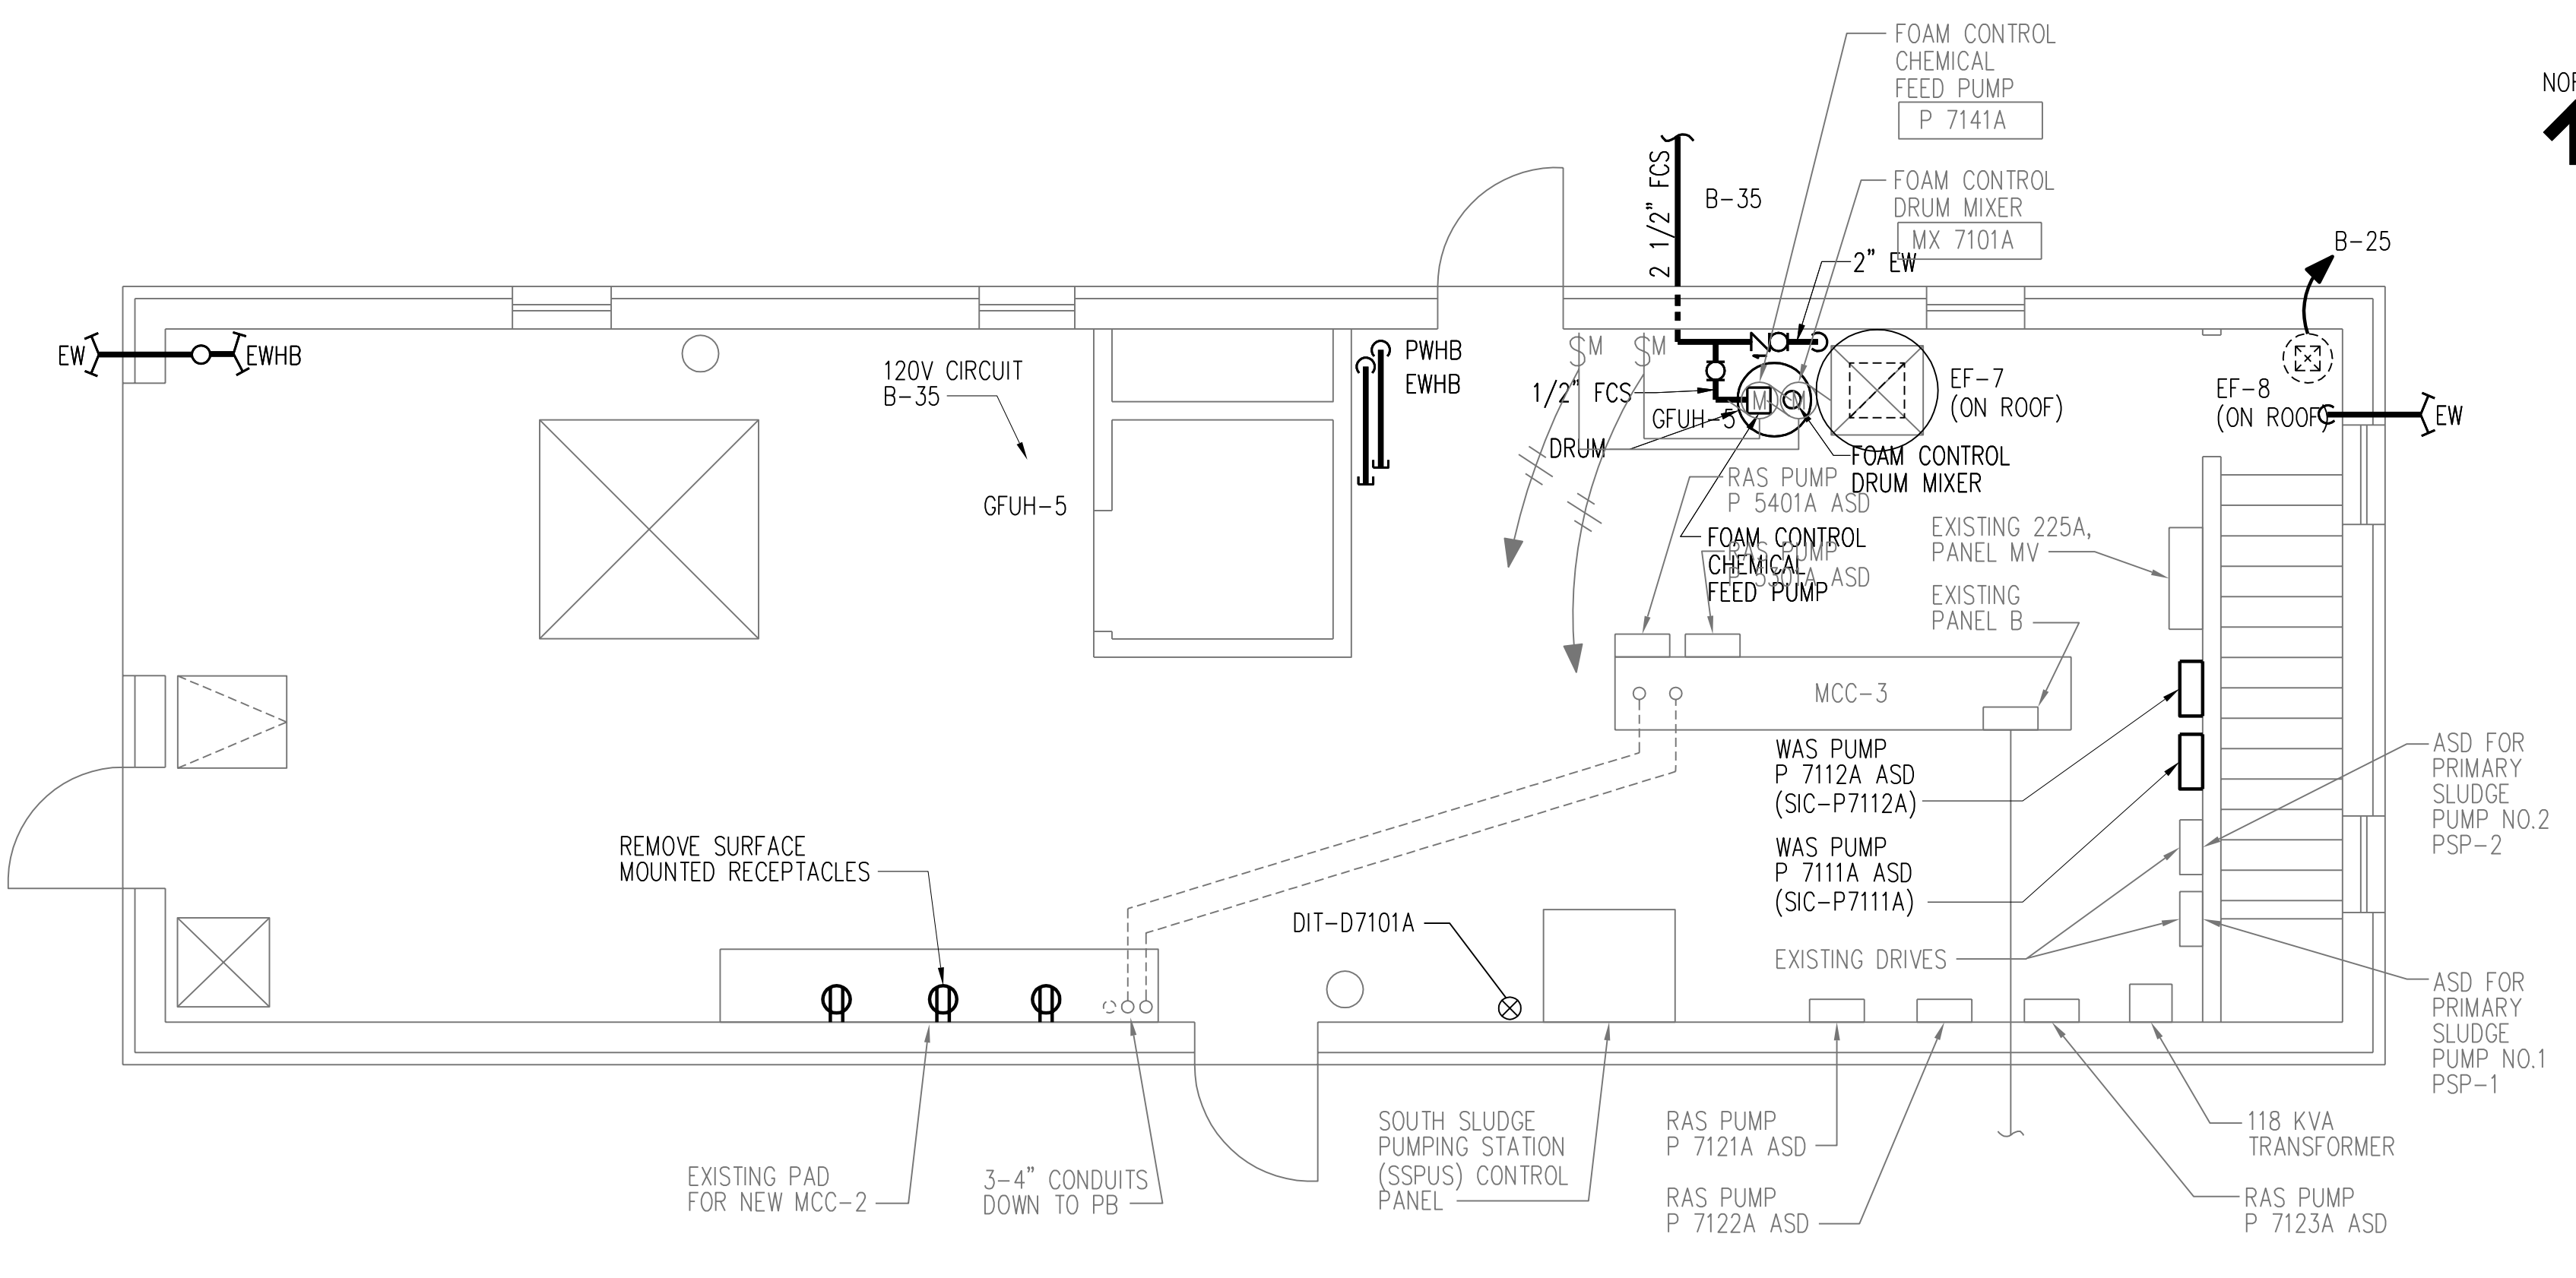 FOAM CONTROL
CHEMICAL
FEED PUMP
P 7141A
FOAM CONTROL
DRUM MIXER
MX 7101A
2 1/2" FCS
B-35
2" EW
B-25
EW
EWHB
120V CIRCUIT
B-35
GFUH-5
PWHB
EWHB
SM
SM
1/2" FCS
GFUH-5
DRUM
M
M
EF-7
(ON ROOF)
EF-8
(ON ROOF)
EW
FOAM CONTROL
DRUM MIXER
RAS PUMP
P 5401A ASD
FOAM CONTROL
CHEMICAL
FEED PUMP
RAS PUMP
P 5301A ASD
EXISTING 225A,
PANEL MV
EXISTING
PANEL B
MCC-3
WAS PUMP
P 7112A ASD
(SIC-P7112A)
WAS PUMP
P 7111A ASD
(SIC-P7111A)
EXISTING DRIVES
ASD FOR
PRIMARY
SLUDGE
PUMP NO.2
PSP-2
ASD FOR
PRIMARY
SLUDGE
PUMP NO.1
PSP-1
REMOVE SURFACE
MOUNTED RECEPTACLES
DIT-D7101A
EXISTING PAD
FOR NEW MCC-2
3-4" CONDUITS
DOWN TO PB
SOUTH SLUDGE
PUMPING STATION
(SSPUS) CONTROL
PANEL
RAS PUMP
P 7121A ASD
RAS PUMP
P 7122A ASD
118 KVA
TRANSFORMER
RAS PUMP
P 7123A ASD